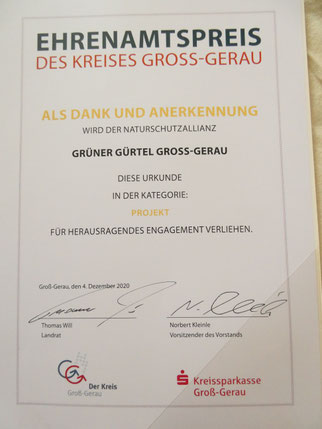 EHRENAMTSPREIS
DES KREISES GROSS-GERAU
ALS DANK UND ANERKENNUNG
WIRD DER NATURSCHUTZALLIANZ
GRÜNER GÜRTEL GROSS-GERAU
DIESE URKUNDE
IN DER KATEGORIE:
PROJEKT
FÜR HERAUSRAGENDES ENGAGEMENT VERLIEHEN.
Groß-Gerau, den 4. Dezember 2020
Thomas Will
Landrat
Norbert Kleinle
Vorsitzender des Vorstands
Der Kreis
Groß-Gerau
Kreissparkasse
Groß-Gerau